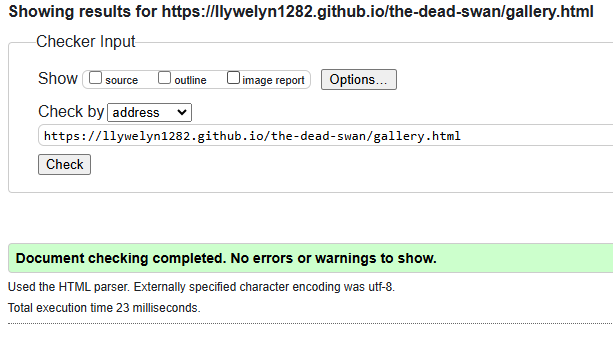 Showing results for https://llywelyn1282.github.io/the-dead-swan/gallery.html
Checker Input
Show source outline image report Options...
Check by address
https://llywelyn1282.github.io/the-dead-swan/gallery.html
Check
Document checking completed. No errors or warnings to show.
Used the HTML parser. Externally specified character encoding was utf-8.
Total execution time 23 milliseconds.